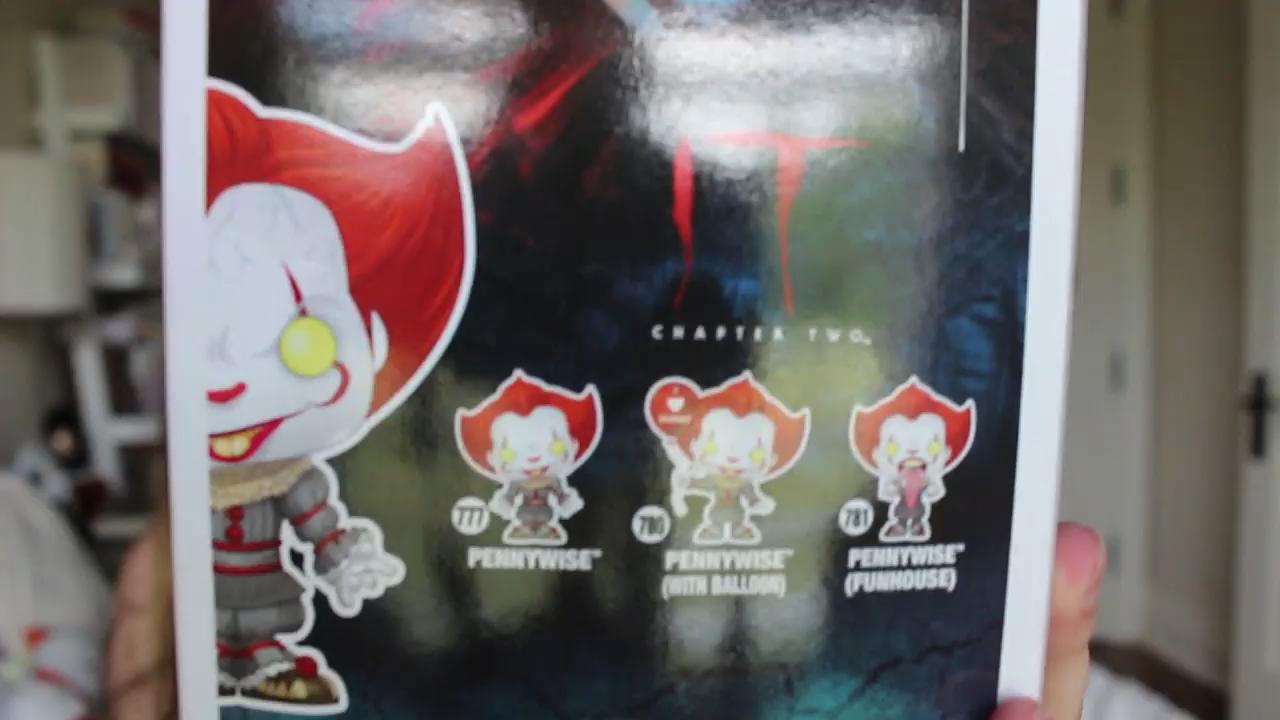 IT
CHAPTER TWO
777
PENNYWISE™
780
PENNYWISE™
(WITH BALLOON)
781
PENNYWISE™
(FUNHOUSE)